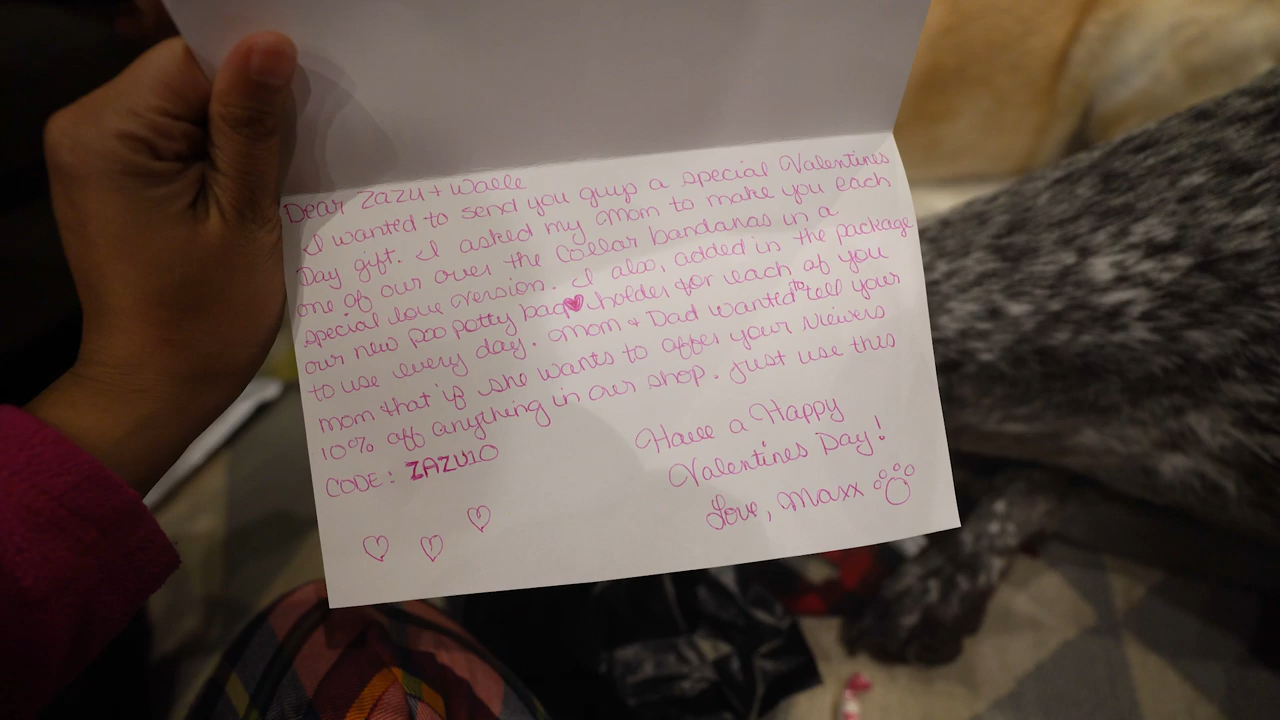 Dear ZAZU + Walle
I wanted to send you guys a special Valentines
Day gift. I asked my Mom to make you each
one of our over the Collar bandanas in a
special love version. I also, added in the package
our new poo potty bag holder for each of you
to use every day. Mom & Dad wanted to tell your
mom that if she wants to offer your viewers
10% off anything in our shop. Just use this
CODE: ZAZU10
Have a Happy
Valentines Day!
Love, Maxx